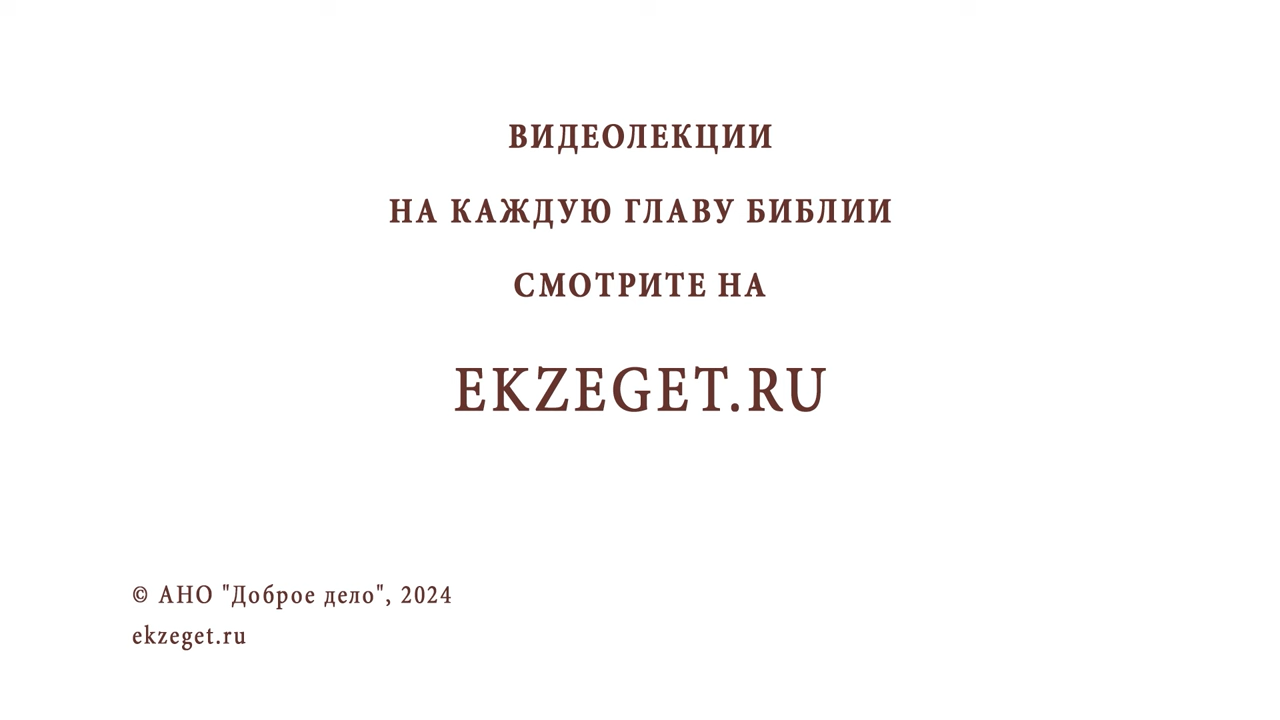 ВИДЕОЛЕКЦИИ
НА КАЖДУЮ ГЛАВУ БИБЛИИ
СМОТРИТЕ НА
EKZEGET.RU
© АНО "Доброе дело", 2024
ekzeget.ru